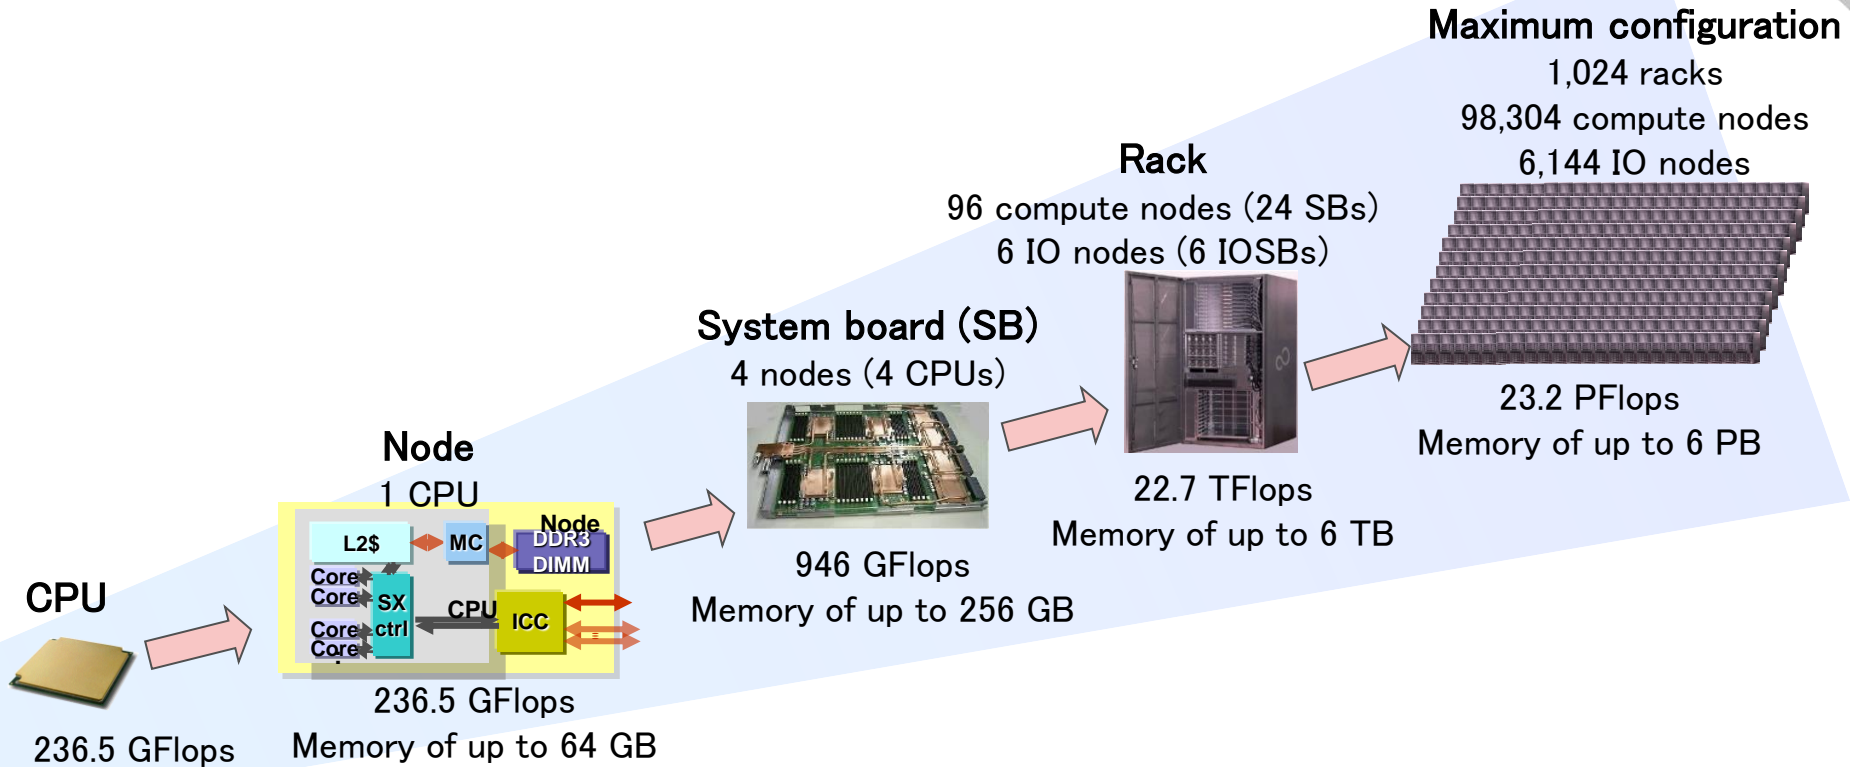 CPU
236.5 GFlops
Node
1 CPU
Node
L2$
MC
DDR3
DIMM
Core
Core
SX
ctrl
Core
Core
CPU
ICC
236.5 GFlops
Memory of up to 64 GB
System board (SB)
4 nodes (4 CPUs)
946 GFlops
Memory of up to 256 GB
Rack
96 compute nodes (24 SBs)
6 IO nodes (6 IOSBs)
22.7 TFlops
Memory of up to 6 TB
Maximum configuration
1,024 racks
98,304 compute nodes
6,144 IO nodes
23.2 PFlops
Memory of up to 6 PB